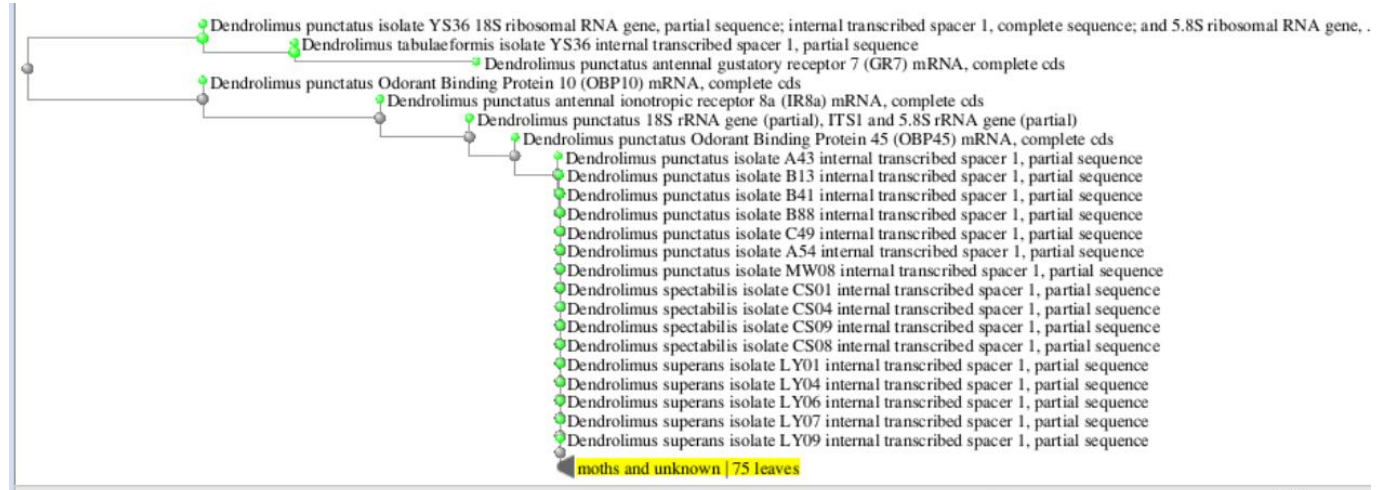 Dendrolimus punctatus isolate YS36 18S ribosomal RNA gene, partial sequence; internal transcribed spacer 1, complete sequence; and 5.8S ribosomal RNA gene, .
Dendrolimus tabulaeformis isolate YS36 internal transcribed spacer 1, partial sequence
Dendrolimus punctatus antennal gustatory receptor 7 (GR7) mRNA, complete cds
Dendrolimus punctatus Odorant Binding Protein 10 (OBP10) mRNA, complete cds
Dendrolimus punctatus antennal ionotropic receptor 8a (IR8a) mRNA, complete cds
Dendrolimus punctatus 18S rRNA gene (partial), ITS1 and 5.8S rRNA gene (partial)
Dendrolimus punctatus Odorant Binding Protein 45 (OBP45) mRNA, complete cds
Dendrolimus punctatus isolate A43 internal transcribed spacer 1, partial sequence
Dendrolimus punctatus isolate B13 internal transcribed spacer 1, partial sequence
Dendrolimus punctatus isolate B41 internal transcribed spacer 1, partial sequence
Dendrolimus punctatus isolate B88 internal transcribed spacer 1, partial sequence
Dendrolimus punctatus isolate C49 internal transcribed spacer 1, partial sequence
Dendrolimus punctatus isolate A54 internal transcribed spacer 1, partial sequence
Dendrolimus punctatus isolate MW08 internal transcribed spacer 1, partial sequence
Dendrolimus spectabilis isolate CS01 internal transcribed spacer 1, partial sequence
Dendrolimus spectabilis isolate CS04 internal transcribed spacer 1, partial sequence
Dendrolimus spectabilis isolate CS09 internal transcribed spacer 1, partial sequence
Dendrolimus spectabilis isolate CS08 internal transcribed spacer 1, partial sequence
Dendrolimus superans isolate LY01 internal transcribed spacer 1, partial sequence
Dendrolimus superans isolate LY04 internal transcribed spacer 1, partial sequence
Dendrolimus superans isolate LY06 internal transcribed spacer 1, partial sequence
Dendrolimus superans isolate LY07 internal transcribed spacer 1, partial sequence
Dendrolimus superans isolate LY09 internal transcribed spacer 1, partial sequence
moths and unknown | 75 leaves